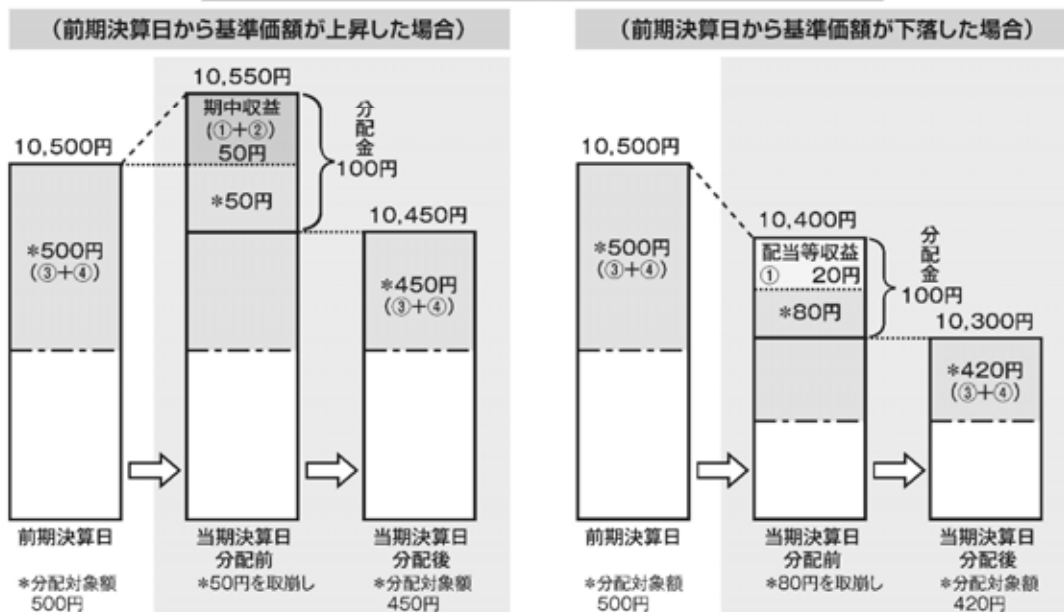 (前期決算日から基準価額が上昇した場合)
10,550円
期中収益
(①+②)
50円
*50円
分配金
100円
10,500円
*500円
(③+④)
10,450円
*450円
(③+④)
前期決算日
当期決算日
分配前
当期決算日
分配後
*分配対象額
500円
*50円を取崩し
*分配対象額
450円
(前期決算日から基準価額が下落した場合)
10,500円
*500円
(③+④)
10,400円
配当等収益
① 20円
*80円
分配金
100円
10,300円
*420円
(③+④)
前期決算日
当期決算日
分配前
当期決算日
分配後
*分配対象額
500円
*80円を取崩し
*分配対象額
420円